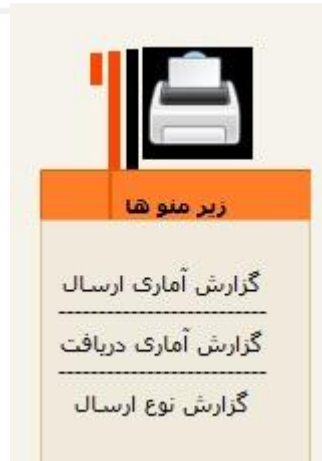 زیر منو ها
گزارش آماری ارسال
گزارش آماری دریافت
گزارش نوع ارسال